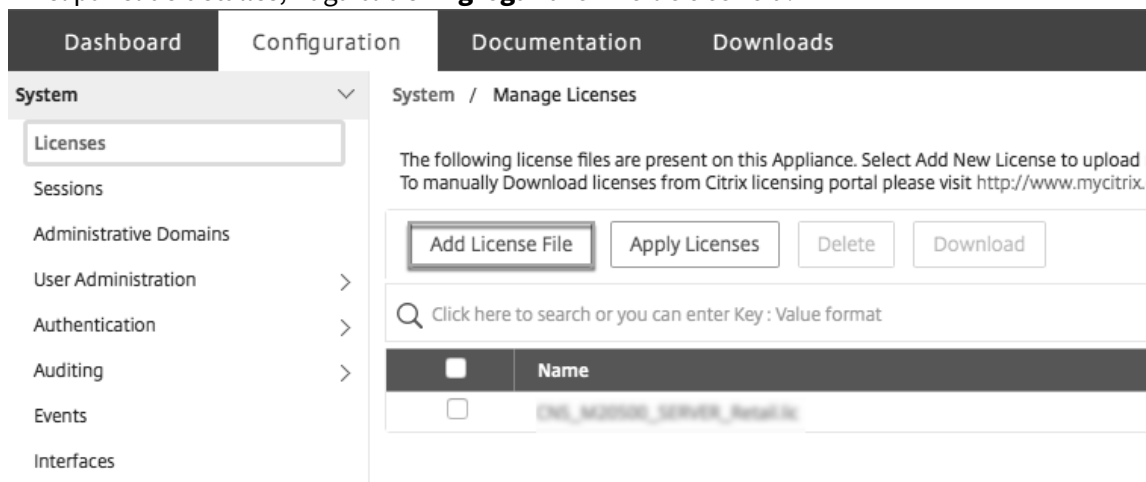 Dashboard Configuration Documentation Downloads
System
System / Manage Licenses
Licenses
The following license files are present on this Appliance. Select Add New License to upload
To manually Download licenses from Citrix licensing portal please visit http://www.mycitrix.
Sessions
Administrative Domains
Add License File Apply Licenses Delete Download
User Administration
Click here to search or you can enter Key : Value format
Authentication
Auditing
Name
Events
Interfaces